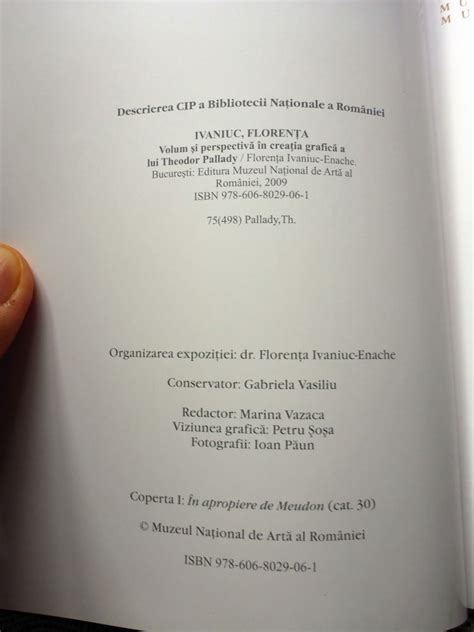 M U
M U
Descrierea CIP a Bibliotecii Naționale a României
IVANIUC, FLORENȚA
Volum și perspectivă în creația grafică a
lui Theodor Pallady / Florența Ivaniuc-Enache.
București: Editura Muzeul Național de Artă al
României, 2009
ISBN 978-606-8029-06-1
75(498) Pallady,Th.
Organizarea expoziției: dr. Florența Ivaniuc-Enache
Conservator: Gabriela Vasiliu
Redactor: Marina Vazaca
Viziunea grafică: Petru Șoșa
Fotografii: Ioan Păun
Coperta I: În apropiere de Meudon (cat. 30)
© Muzeul Național de Artă al României
ISBN 978-606-8029-06-1